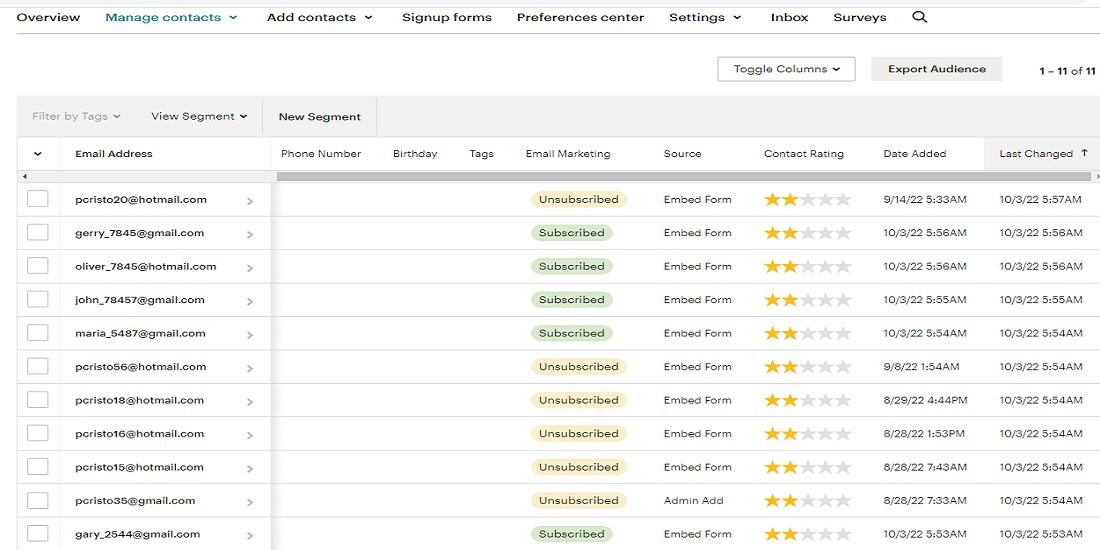 Overview Manage contacts Add contacts Signup forms Preferences center Settings Inbox Surveys
Toggle Columns Export Audience 1 – 11 of 11
Filter by Tags View Segment New Segment
Email Address Phone Number Birthday Tags Email Marketing Source Contact Rating Date Added Last Changed
pcristo20@hotmail.com Unsubscribed Embed Form 9/14/22 5:33AM 10/3/22 5:57AM
gerry_7845@gmail.com Subscribed Embed Form 10/3/22 5:56AM 10/3/22 5:56AM
oliver_7845@hotmail.com Subscribed Embed Form 10/3/22 5:56AM 10/3/22 5:56AM
john_78457@gmail.com Subscribed Embed Form 10/3/22 5:55AM 10/3/22 5:55AM
maria_5487@gmail.com Subscribed Embed Form 10/3/22 5:54AM 10/3/22 5:54AM
pcristo56@hotmail.com Unsubscribed Embed Form 9/8/22 1:54AM 10/3/22 5:54AM
pcristo18@hotmail.com Unsubscribed Embed Form 8/29/22 4:44PM 10/3/22 5:54AM
pcristo16@hotmail.com Unsubscribed Embed Form 8/28/22 1:53PM 10/3/22 5:54AM
pcristo15@hotmail.com Unsubscribed Embed Form 8/28/22 7:43AM 10/3/22 5:54AM
pcristo35@gmail.com Unsubscribed Admin Add 8/28/22 7:33AM 10/3/22 5:54AM
gary_2544@gmail.com Subscribed Embed Form 10/3/22 5:53AM 10/3/22 5:53AM